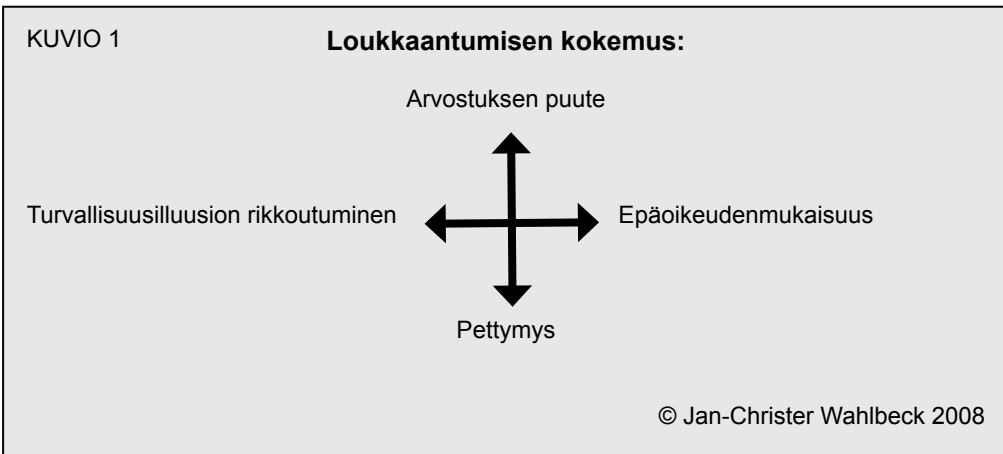 KUVIO 1
Loukkaantumisen kokemus:
Arvostuksen puute
Turvallisuusilluusion rikkoutuminen
Epäoikeudenmukaisuus
Pettymys
© Jan-Christer Wahlbeck 2008